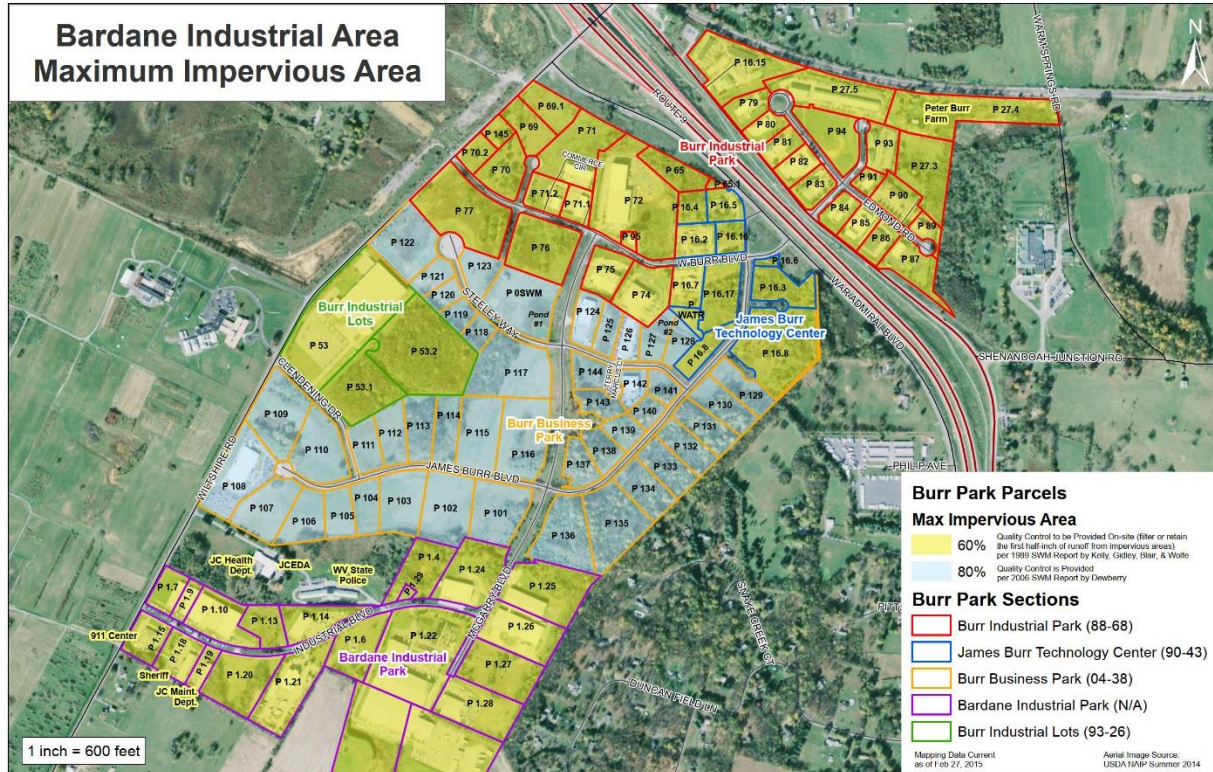 Bardane Industrial Area
Maximum Impervious Area
N
WARM SPRINGS RD
P 16.15
P 27.5
P 27.4
Peter Burr
Farm
ROUTE 9
P 79
P 80
P 81
P 82
P 83
P 84
P 85
P 86
P 87
P 94
P 93
P 91
P 90
P 89
P 27.3
EDMOND RD
Burr Industrial
Park
P 69.1
P 69
P 145
P 70.2
P 70
P 71
COMMERCE
CIR
P 71.2
P 71.1
P 72
P 65
P 65.1
P 77
P 76
P 95
P 75
P 74
P 16.4
P 16.5
P 16.2
P 16.16
W BURR BLVD
P 16.6
P 16.7
P 16.17
P 16.3
P
WATR
James Burr
Technology Center
P 16.8
P 16.8
WAR ADMIRAL BLVD
SHENANDOAH JUNCTION RD
P 122
P 121
P 120
P 119
P 118
P 123
P 0SWM
Pond
#1
STEELEY WAY
P 124
P 125
P 126
P 127
Pond
#2
P 128
TERRY
MARCUS CT
Burr Industrial
Lots
P 53
P 53.2
P 53.1
CLENDENING DR
P 117
P 144
P 142
P 143
P 141
P 140
P 139
P 138
P 137
P 129
P 130
P 131
P 132
P 133
P 134
P 135
P 136
Burr Business
Park
P 109
P 110
P 111
P 112
P 113
P 114
P 115
P 116
WILTSHIRE RD
JAMES BURR BLVD
P 108
P 107
P 106
P 105
P 104
P 103
P 102
P 101
PHILIP AVE
JC Health
Dept.
JCEDA
WV State
Police
P 1.4
P 1.29
P 1.24
P 1.25
MCGARRY BLVD
P 1.7
P 1.9
P 1.10
P 1.13
P 1.14
INDUSTRIAL BLVD
P 1.6
P 1.22
P 1.26
P 1.27
P 1.28
Bardane Industrial
Park
911 Center
P 1.15
P 1.18
P 1.19
P 1.20
P 1.21
Sheriff
JC Maint.
Dept.
SNAKE CREEK CT
DUNCAN FIELD LN
1 inch = 600 feet
Burr Park Parcels
Max Impervious Area
60% Quality Control to be Provided On-site (filter or retain
the first half-inch of runoff from impervious areas)
per 1989 SWM Report by Kelly, Gidley, Blair, & Wolfe
80% Quality Control is Provided
per 2006 SWM Report by Dewberry
Burr Park Sections
Burr Industrial Park (88-68)
James Burr Technology Center (90-43)
Burr Business Park (04-38)
Bardane Industrial Park (N/A)
Burr Industrial Lots (93-26)
Mapping Data Current
as of Feb 27, 2015
Aerial Image Source:
USDA NAIP Summer 2014